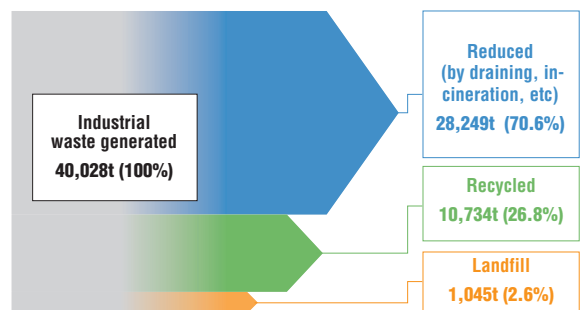 Industrial
waste generated
40,028t (100%)
Reduced
(by draining, in-
cineration, etc)
28,249t (70.6%)
Recycled
10,734t (26.8%)
Landfill
1,045t (2.6%)